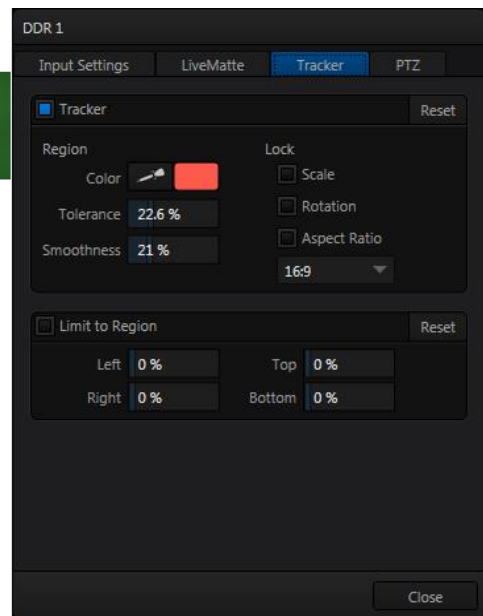 DDR 1
Input Settings LiveMatte Tracker PTZ
Tracker Reset
Region Lock
Color Scale
Tolerance 22.6 % Rotation
Smoothness 21 % Aspect Ratio
16:9
Limit to Region Reset
Left 0 % Top 0 %
Right 0 % Bottom 0 %
Close